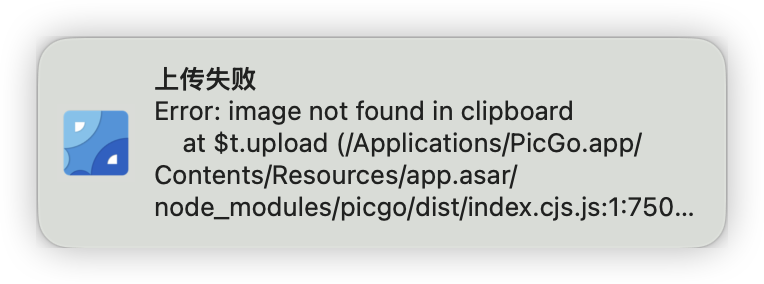 上传失败
Error: image not found in clipboard
at $t.upload (/Applications/PicGo.app/
Contents/Resources/app.asar/
node_modules/picgo/dist/index.cjs.js:1:750...